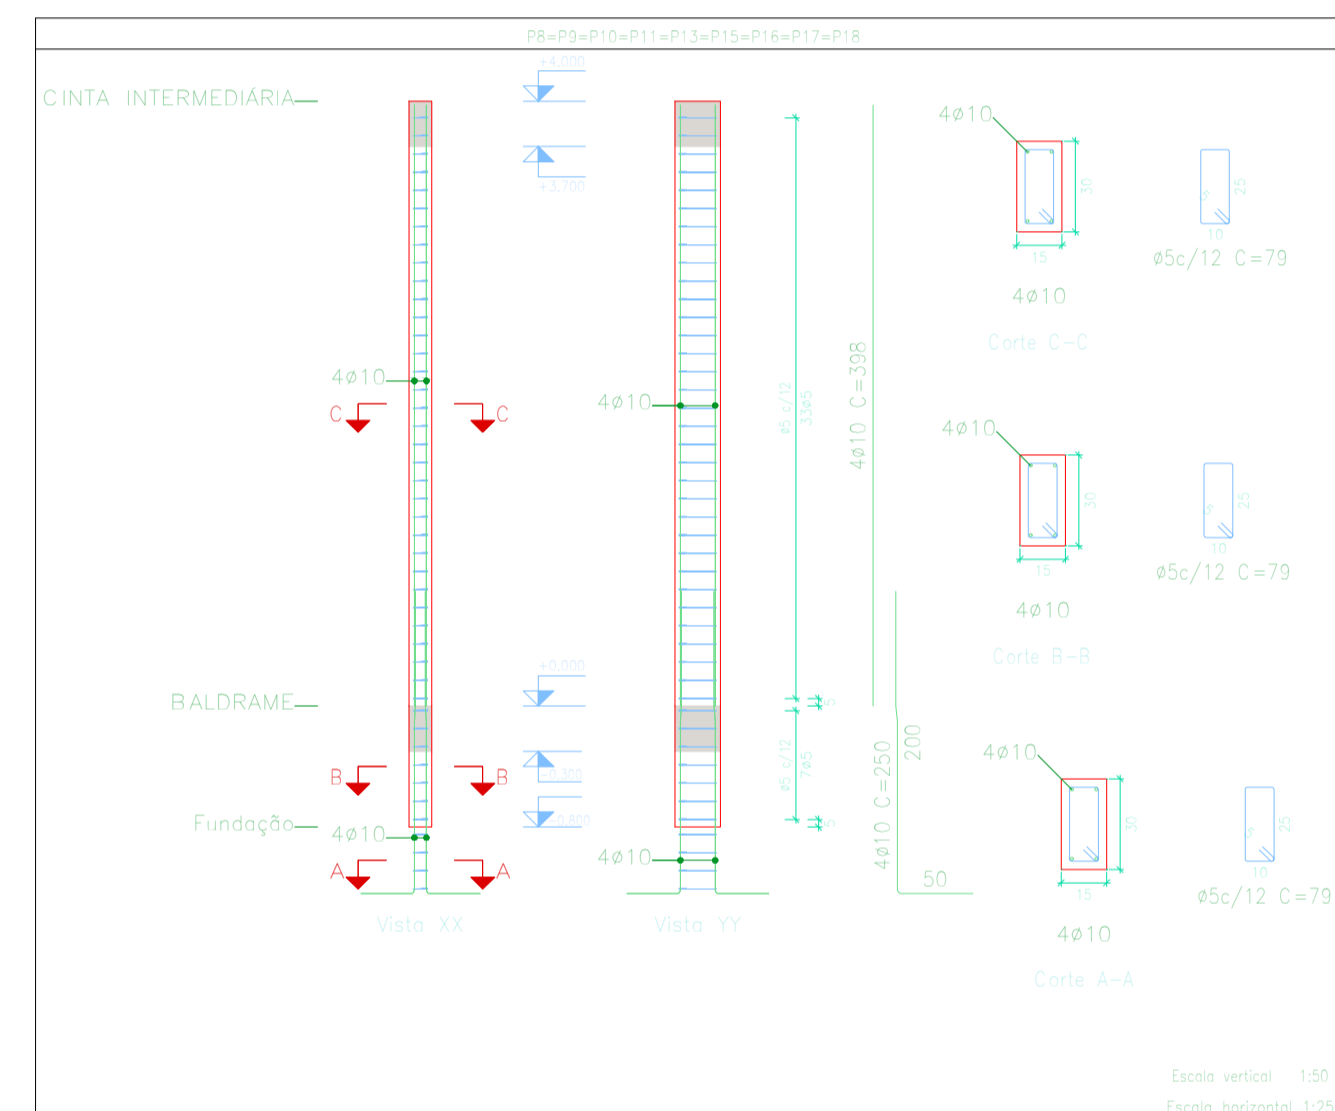 P8=P9=P10=P11=P13=P15=P16=P17=P18
+4,000
CINTA INTERMEDIÁRIA
+3,700
4ø10
C C
4ø10
ø5 c/12
33ø5
4ø10 C=398
+0,000
BALDRAME
5
ø5 c/12
7ø5
4ø10 C=250
200
B B
-0,300
-0,800
Fundação
5
4ø10
4ø10
A A
50
Vista XX
Vista YY
4ø10
30
15
4ø10
Corte C-C
25
5
10
ø5c/12 C=79
4ø10
30
15
4ø10
Corte B-B
25
5
10
ø5c/12 C=79
4ø10
30
15
4ø10
Corte A-A
25
5
10
ø5c/12 C=79
Escala vertical 1:50
Escala horizontal 1:25